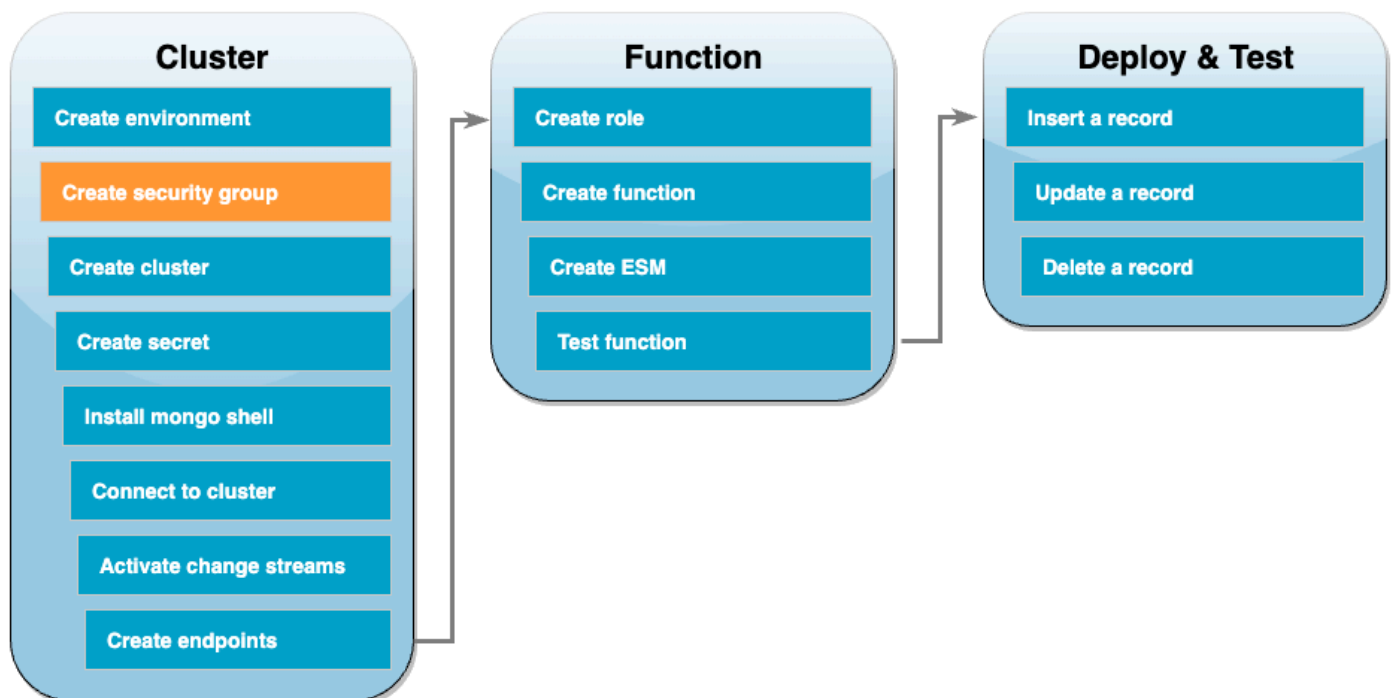 Cluster
Create environment
Create security group
Create cluster
Create secret
Install mongo shell
Connect to cluster
Activate change streams
Create endpoints
Function
Create role
Create function
Create ESM
Test function
Deploy & Test
Insert a record
Update a record
Delete a record